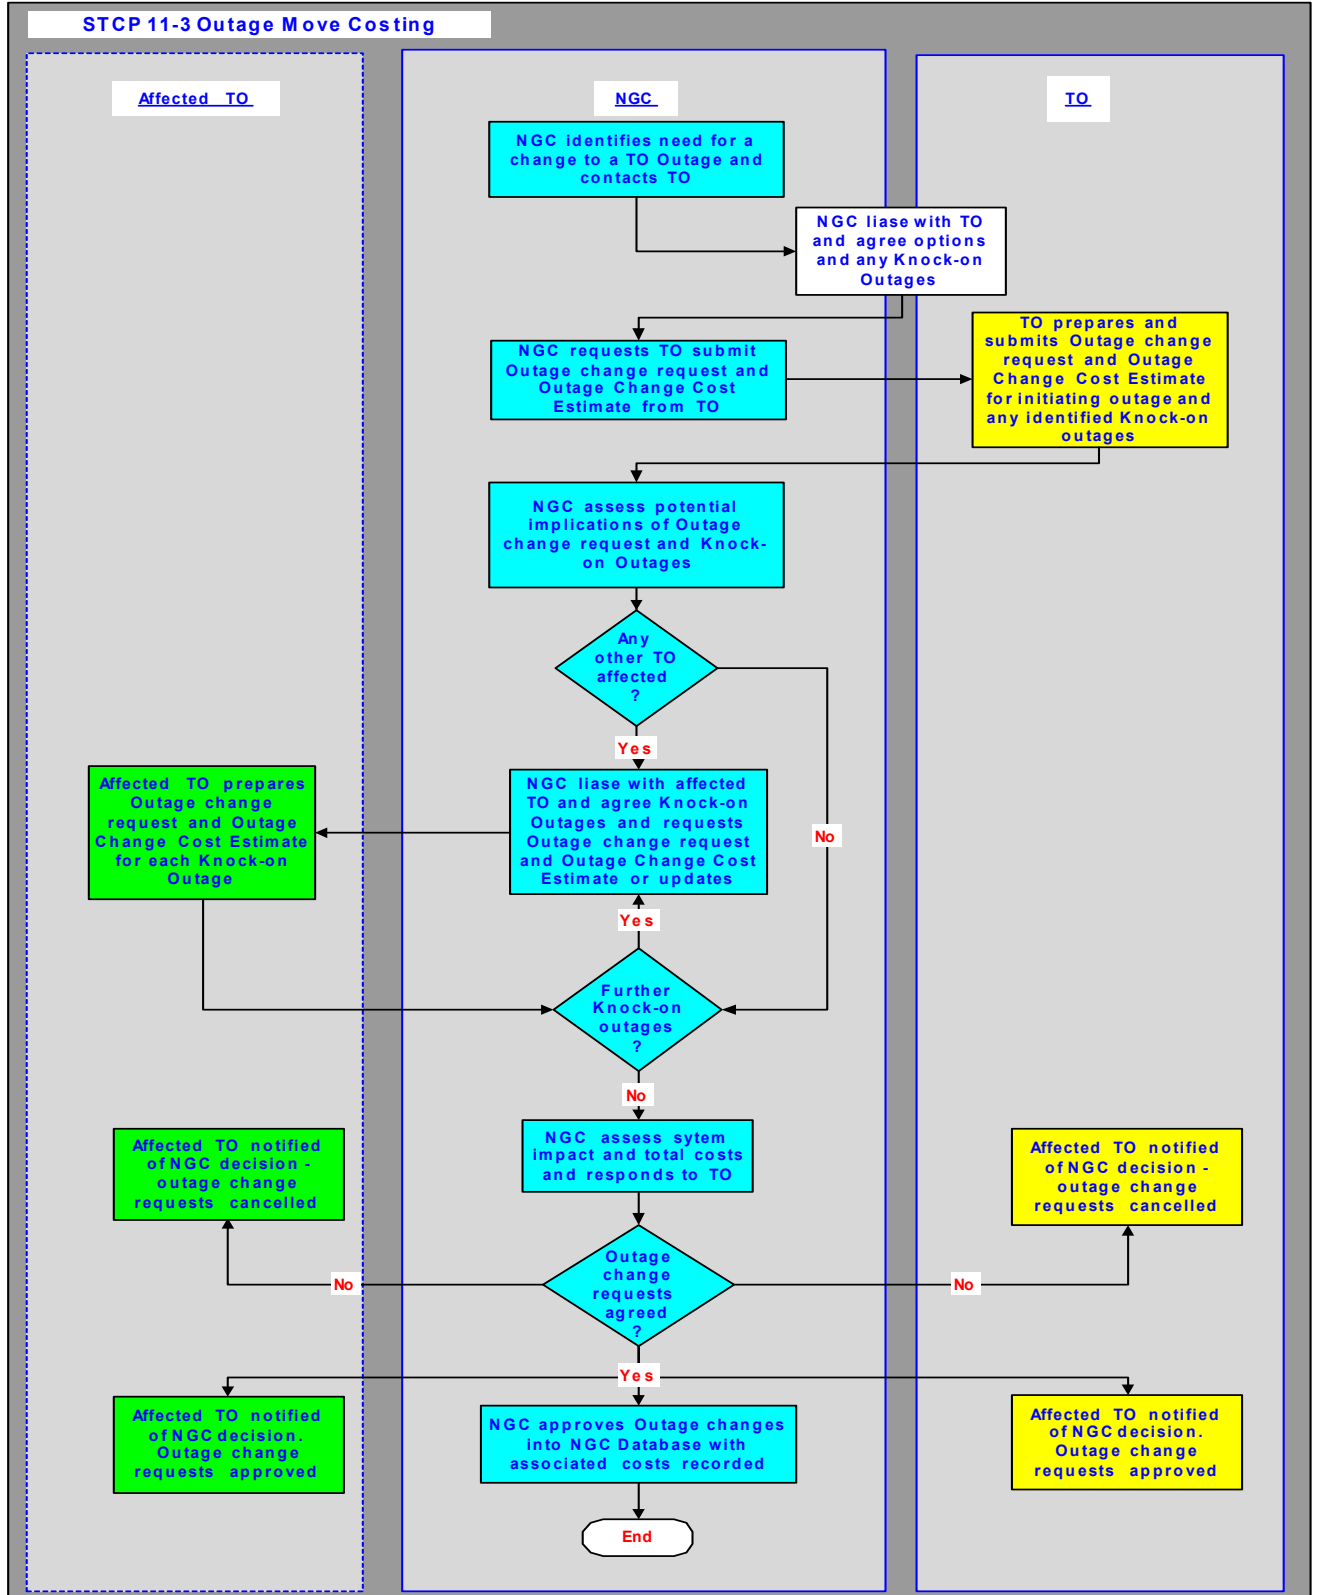 STCP 11-3 Outage Move Costing
Affected TO
NGC
TO
NGC identifies need for a
change to a TO Outage and
contacts TO
NGC liase with TO
and agree options
and any Knock-on
Outages
NGC requests TO submit
Outage change request and
Outage Change Cost
Estimate from TO
TO prepares and
submits Outage change
request and Outage
Change Cost Estimate
for initiating outage and
any identified Knock-on
outages
NGC assess potential
implications of Outage
change request and Knock-
on Outages
Any
other TO
affected
?
Yes
No
NGC liase with affected
TO and agree Knock-on
Outages and requests
Outage change request
and Outage Change Cost
Estimate or updates
Affected TO prepares
Outage change
request and Outage
Change Cost Estimate
for each Knock-on
Outage
Yes
Further
Knock-on
outages
?
No
NGC assess sytem
impact and total costs
and responds to TO
Affected TO notified
of NGC decision -
outage change
requests cancelled
Affected TO notified
of NGC decision -
outage change
requests cancelled
Outage
change
requests
agreed
?
No
No
Yes
Affected TO notified
of NGC decision.
Outage change
requests approved
NGC approves Outage changes
into NGC Database with
associated costs recorded
Affected TO notified
of NGC decision.
Outage change
requests approved
End